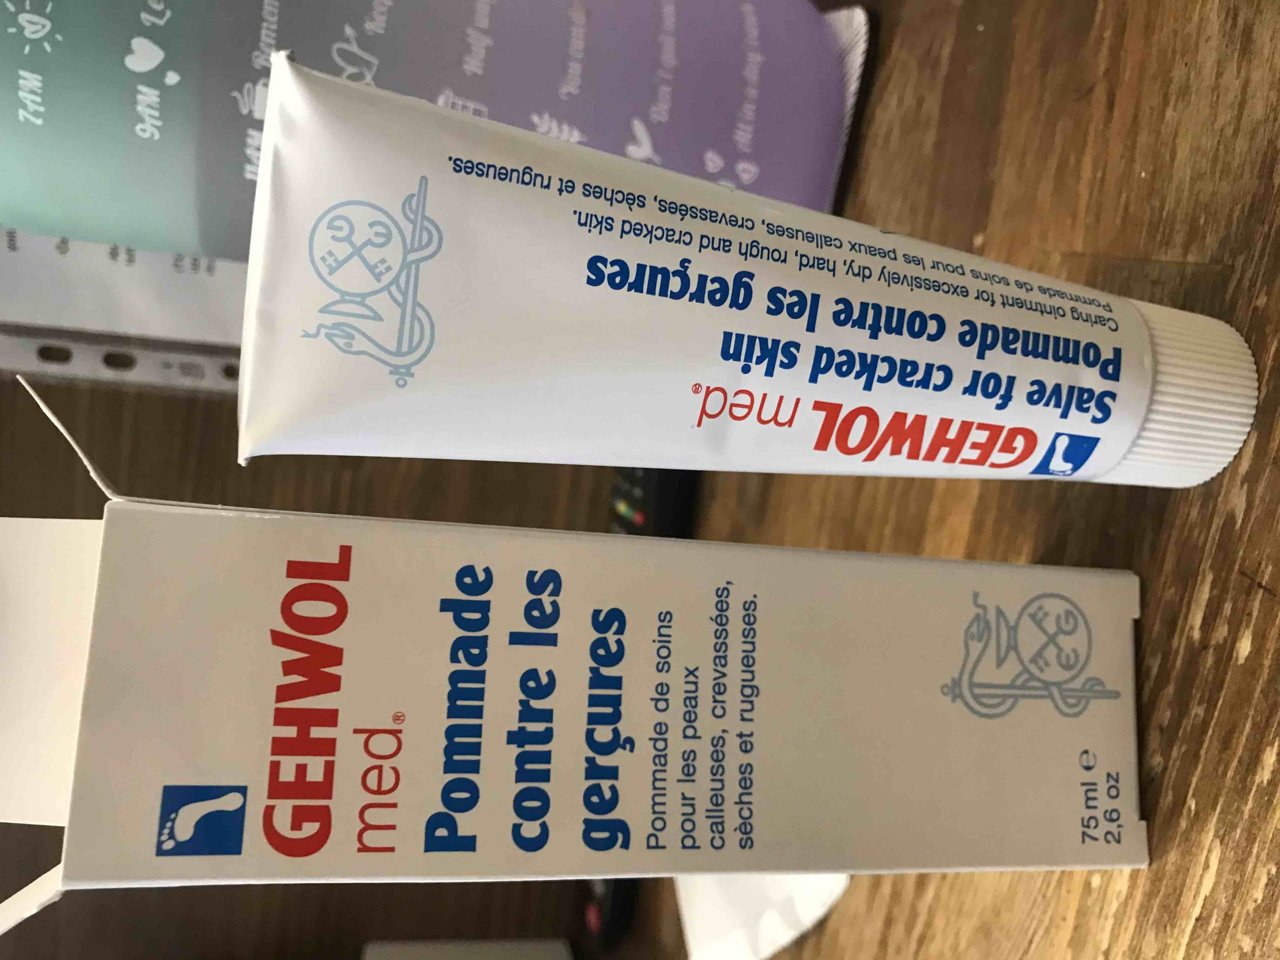 GEHWOL
med.®
Pommade
contre les
gerçures
Pommade de soins
pour les peaux
calleuses, crevassées,
sèches et rugueuses.
75 ml ℮
2,6 oz
GEHWOL med.®
Salve for cracked skin
Pommade contre les gerçures
Caring ointment for excessively dry, hard, rough and cracked skin.
Pommade de soins pour les peaux calleuses, crevassées, sèches et rugueuses.
7AM
9AM
11AM